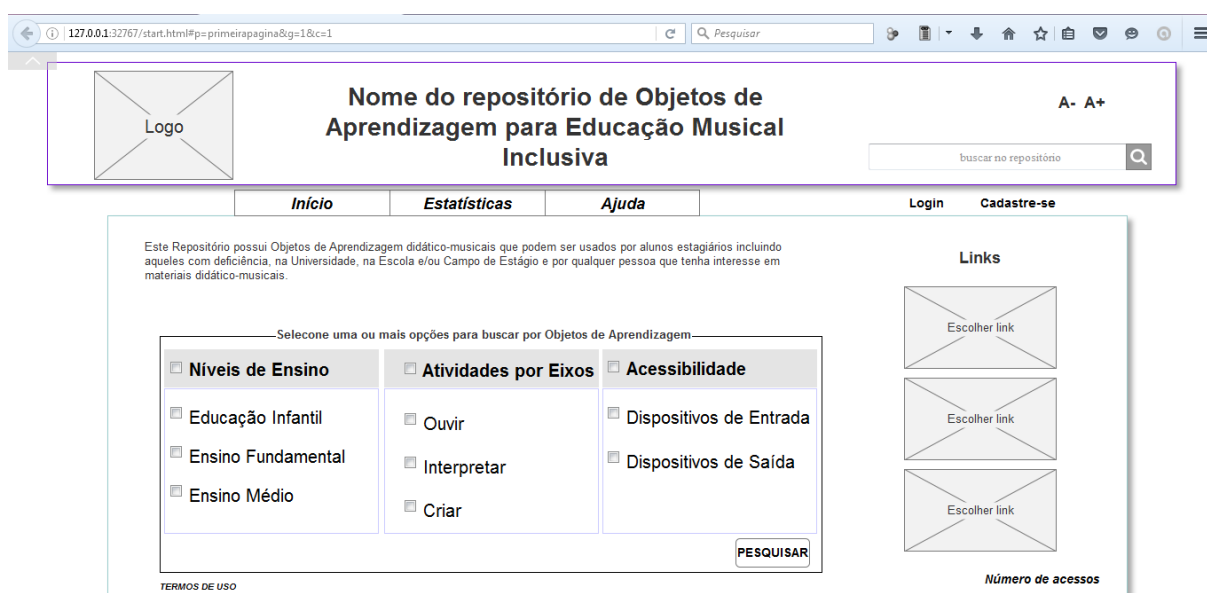 127.0.0.1:32767/start.html#p=primeirapagina&g=1&c=1
Pesquisar
Logo
Nome do repositório de Objetos de
Aprendizagem para Educação Musical
Inclusiva
A- A+
buscar no repositório
Início
Estatísticas
Ajuda
Login
Cadastre-se
Este Repositório possui Objetos de Aprendizagem didático-musicais que podem ser usados por alunos estagiários incluindo
aqueles com deficiência, na Universidade, na Escola e/ou Campo de Estágio e por qualquer pessoa que tenha interesse em
materiais didático-musicais.
Selecone uma ou mais opções para buscar por Objetos de Aprendizagem
Níveis de Ensino
Educação Infantil
Ensino Fundamental
Ensino Médio
Atividades por Eixos
Ouvir
Interpretar
Criar
Acessibilidade
Dispositivos de Entrada
Dispositivos de Saída
PESQUISAR
TERMOS DE USO
Links
Escolher link
Escolher link
Escolher link
Número de acessos